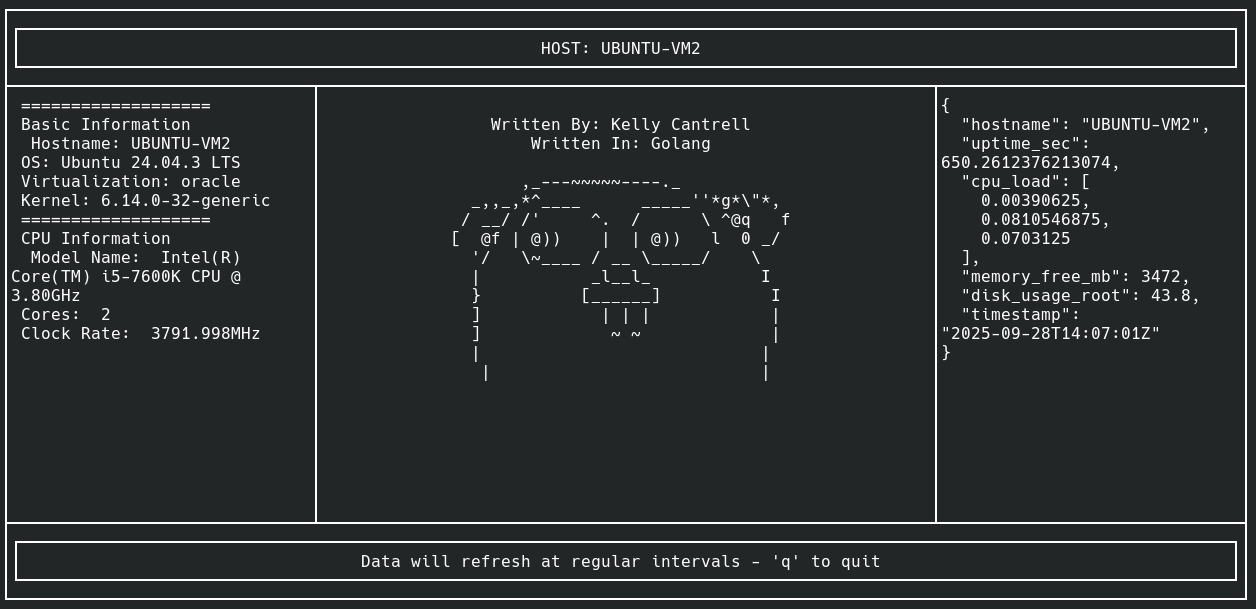 HOST: UBUNTU-VM2
===================
Basic Information
Hostname: UBUNTU-VM2
OS: Ubuntu 24.04.3 LTS
Virtualization: oracle
Kernel: 6.14.0-32-generic
===================
CPU Information
Model Name:  Intel(R)
Core(TM) i5-7600K CPU @
3.80GHz
Cores:  2
Clock Rate:  3791.998MHz
Written By: Kelly Cantrell
Written In: Golang
       ,_---~~~~~----._
  _,,_,*^____      _____''*g*\"*,
 / __/ /'     ^.  /      \ ^@q   f
[  @f | @))    |  | @))   l  0 _/
  '/   \~____ / __ \_____/    \
  |           _l__l_           I
  }          [______]           I
  ]            | | |            |
  ]             ~ ~             |
  |                            |
   |                           |
{
  "hostname": "UBUNTU-VM2",
  "uptime_sec":
650.2612376213074,
  "cpu_load": [
    0.00390625,
    0.0810546875,
    0.0703125
  ],
  "memory_free_mb": 3472,
  "disk_usage_root": 43.8,
  "timestamp":
"2025-09-28T14:07:01Z"
}
Data will refresh at regular intervals - 'q' to quit